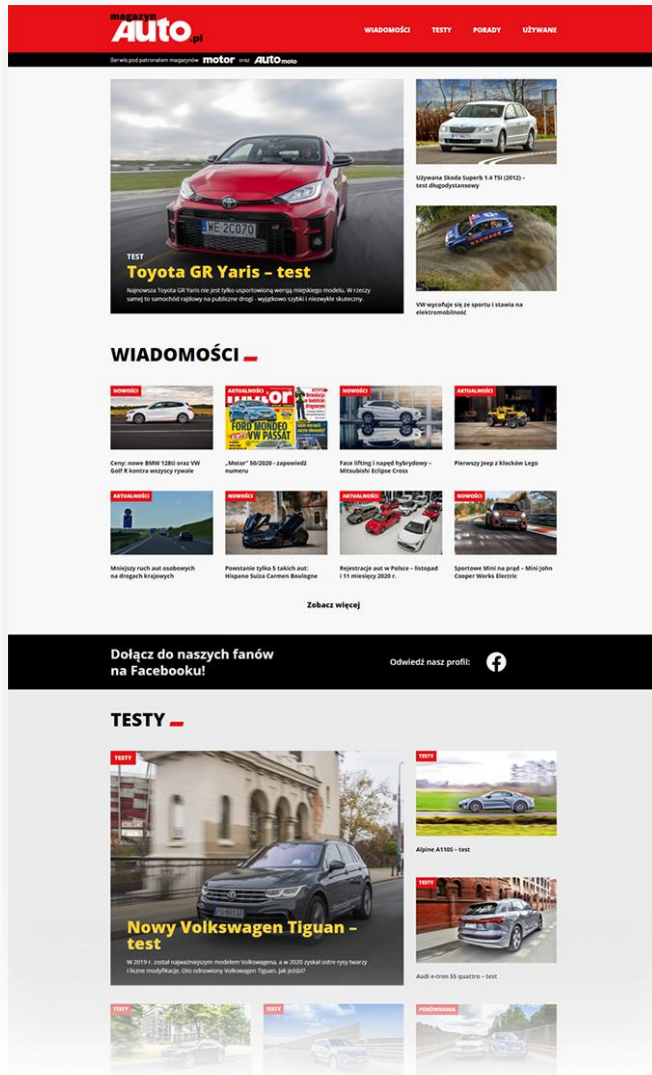 magazyn
Auto.pl
WIADOMOŚCI TESTY PORADY UŻYWANE
Serwis pod patronatem magazynów motor oraz AUTO moto
WE 2C070
TEST
Toyota GR Yaris – test
Najnowsza Toyota GR Yaris nie jest tylko usportowioną wersją miejskiego modelu. W rzeczy
samej to samochód rajdowy na publiczne drogi - wyjątkowo szybki i niezwykle skuteczny.
Używana Skoda Superb 1.4 TSI (2012) –
test długodystansowy
VW wycofuje się ze sportu i stawia na
elektromobilność
WIADOMOŚCI
NOWOŚCI
Ceny: nowe BMW 128ti oraz VW
Golf R kontra wszyscy rywale
AKTUALNOŚCI
FORD MONDEO
VW PASSAT
„Motor” 50/2020 - zapowiedź
numeru
NOWOŚCI
Face lifting i napęd hybrydowy –
Mitsubishi Eclipse Cross
AKTUALNOŚCI
Pierwszy Jeep z klocków Lego
AKTUALNOŚCI
Mniejszy ruch aut osobowych
na drogach krajowych
NOWOŚCI
Powstanie tylko 5 takich aut:
Hispano Suiza Carmen Boulogne
AKTUALNOŚCI
Rejestracje aut w Polsce – listopad
i 11 miesięcy 2020 r.
NOWOŚCI
Sportowe Mini na prąd – Mini John
Cooper Works Electric
Zobacz więcej
Dołącz do naszych fanów
na Facebooku!
Odwiedź nasz profil:
TESTY
TESTY
Nowy Volkswagen Tiguan –
test
W 2019 r. został najważniejszym modelem Volkswagena, a w 2020 zyskał ostre rysy twarzy
i liczne modyfikacje. Oto odnowiony Volkswagen Tiguan. Jak jeździ?
TESTY
Alpine A110S – test
TESTY
Audi e-tron 55 quattro – test
TESTY
TESTY
PORÓWNANIA